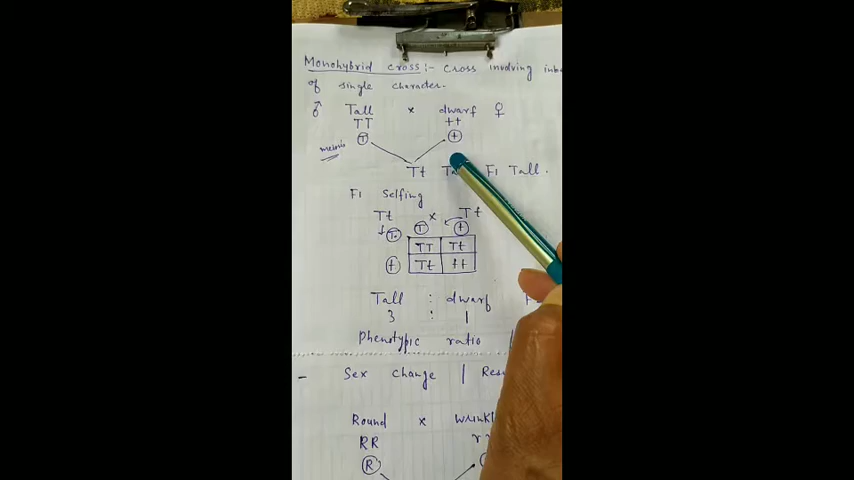 Monohybrid cross :- Cross involving
of single character.
♂ Tall x dwarf ♀
TT tt
T t
meiosis
Tt F1 Tall.
F1 Selfing
Tt x Tt
T t
T TT Tt
t Tt tt
Tall : dwarf
3 : 1
Phenotypic ratio
- Sex change |
Round x
RR
R